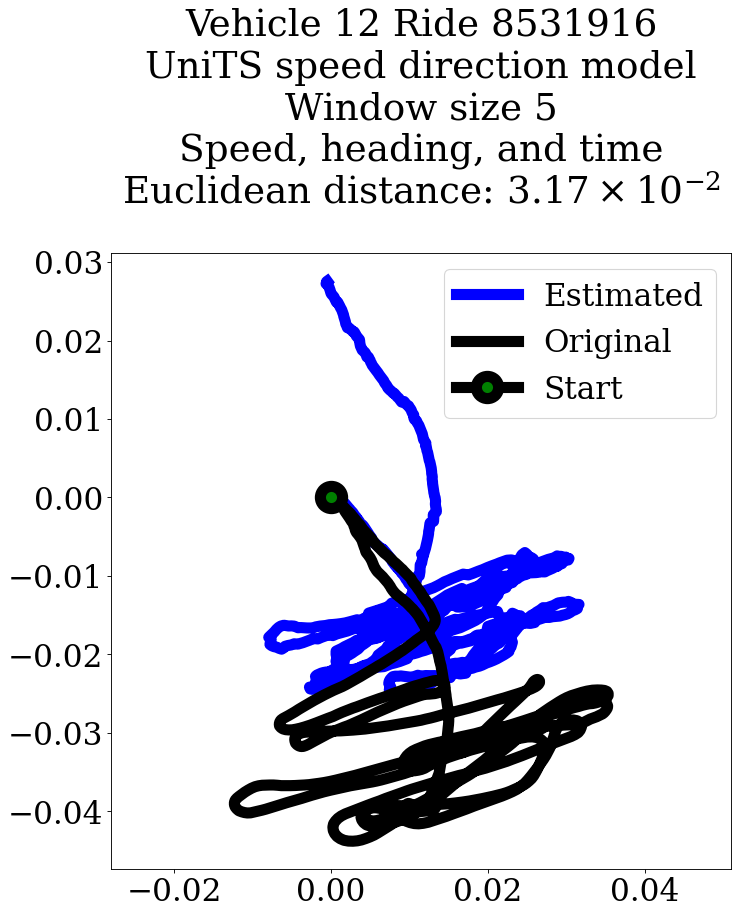 Vehicle 12 Ride 8531916
UniTS speed direction model
Window size 5
Speed, heading, and time
Euclidean distance: 3.17 × 10⁻²
0.03
0.02
0.01
0.00
−0.01
−0.02
−0.03
−0.04
Estimated
Original
Start
−0.02 0.00 0.02 0.04